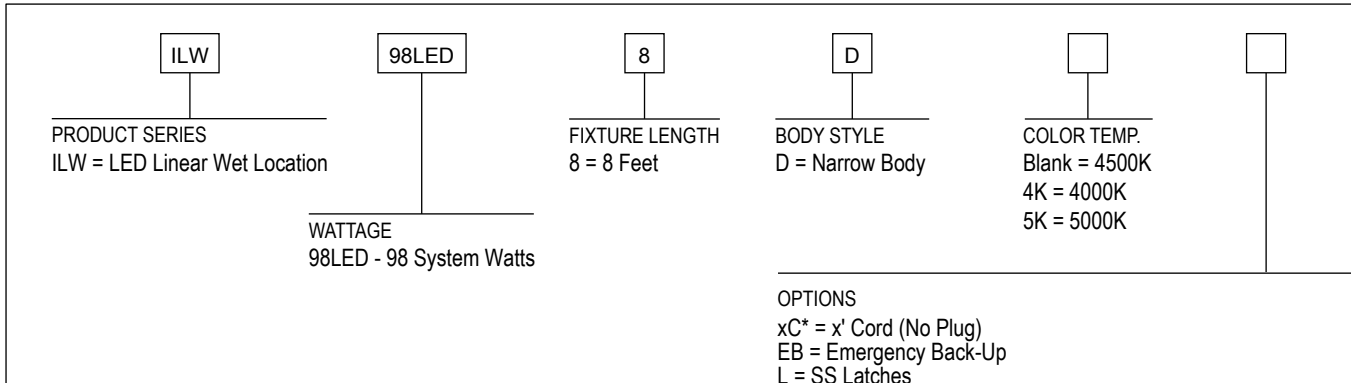 ILW 98LED 8 D
PRODUCT SERIES
ILW = LED Linear Wet Location
WATTAGE
98LED - 98 System Watts
FIXTURE LENGTH
8 = 8 Feet
BODY STYLE
D = Narrow Body
COLOR TEMP.
Blank = 4500K
4K = 4000K
5K = 5000K
OPTIONS
xC* = x' Cord (No Plug)
EB = Emergency Back-Up
L = SS Latches